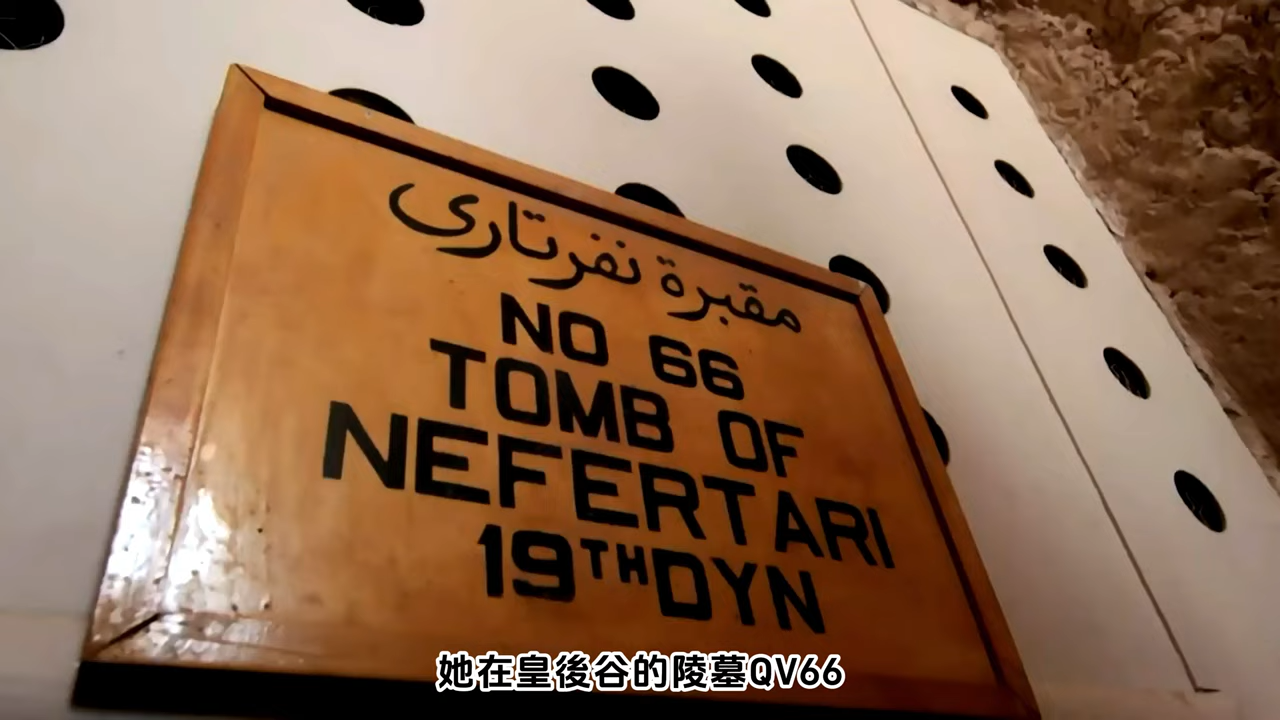 مقبرة نفرتارى
NO 66
TOMB OF
NEFERTARI
19TH DYN
她在皇後谷的陵墓QV66